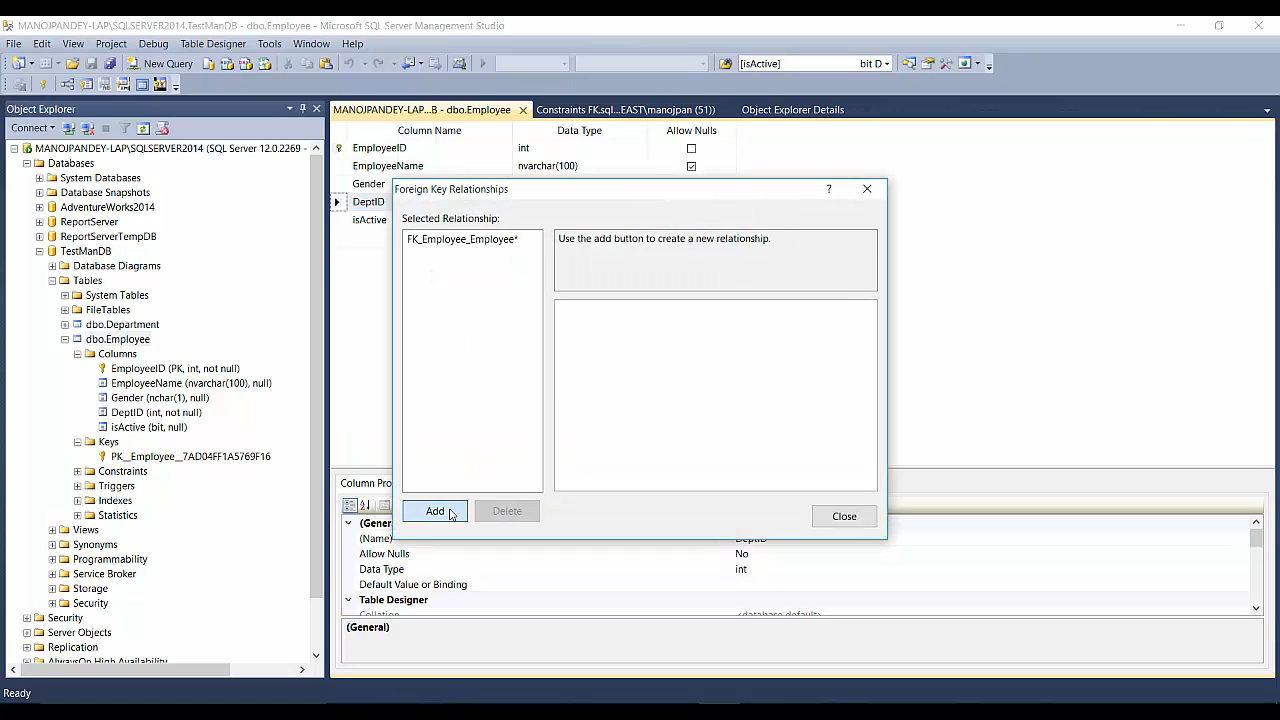 MANOJPANDEY-LAP\SQLSERVER2014.TestManDB - dbo.Employee - Microsoft SQL Server Management Studio
File Edit View Project Debug Table Designer Tools Window Help
New Query [isActive] bit D
Object Explorer
Connect
MANOJPANDEY-LAP\SQLSERVER2014 (SQL Server 12.0.2269 -
Databases
System Databases
Database Snapshots
AdventureWorks2014
ReportServer
ReportServerTempDB
TestManDB
Database Diagrams
Tables
System Tables
FileTables
dbo.Department
dbo.Employee
Columns
EmployeeID (PK, int, not null)
EmployeeName (nvarchar(100), null)
Gender (nchar(1), null)
DeptID (int, not null)
isActive (bit, null)
Keys
PK__Employee__7AD04FF1A5769F16
Constraints
Triggers
Indexes
Statistics
Views
Synonyms
Programmability
Service Broker
Storage
Security
Security
Server Objects
Replication
AlwaysOn High Availability
MANOJPANDEY-LAP...B - dbo.Employee Constraints FK.sql...EAST\manojpan (51)) Object Explorer Details
Column Name Data Type Allow Nulls
EmployeeID int
EmployeeName nvarchar(100)
Gender
DeptID
isActive
Foreign Key Relationships ?
Selected Relationship:
FK_Employee_Employee*
Use the add button to create a new relationship.
Add Delete Close
Column Pro
(Gener
(Name) DeptID
Allow Nulls No
Data Type int
Default Value or Binding
Table Designer
Collation <database default>
(General)
Ready